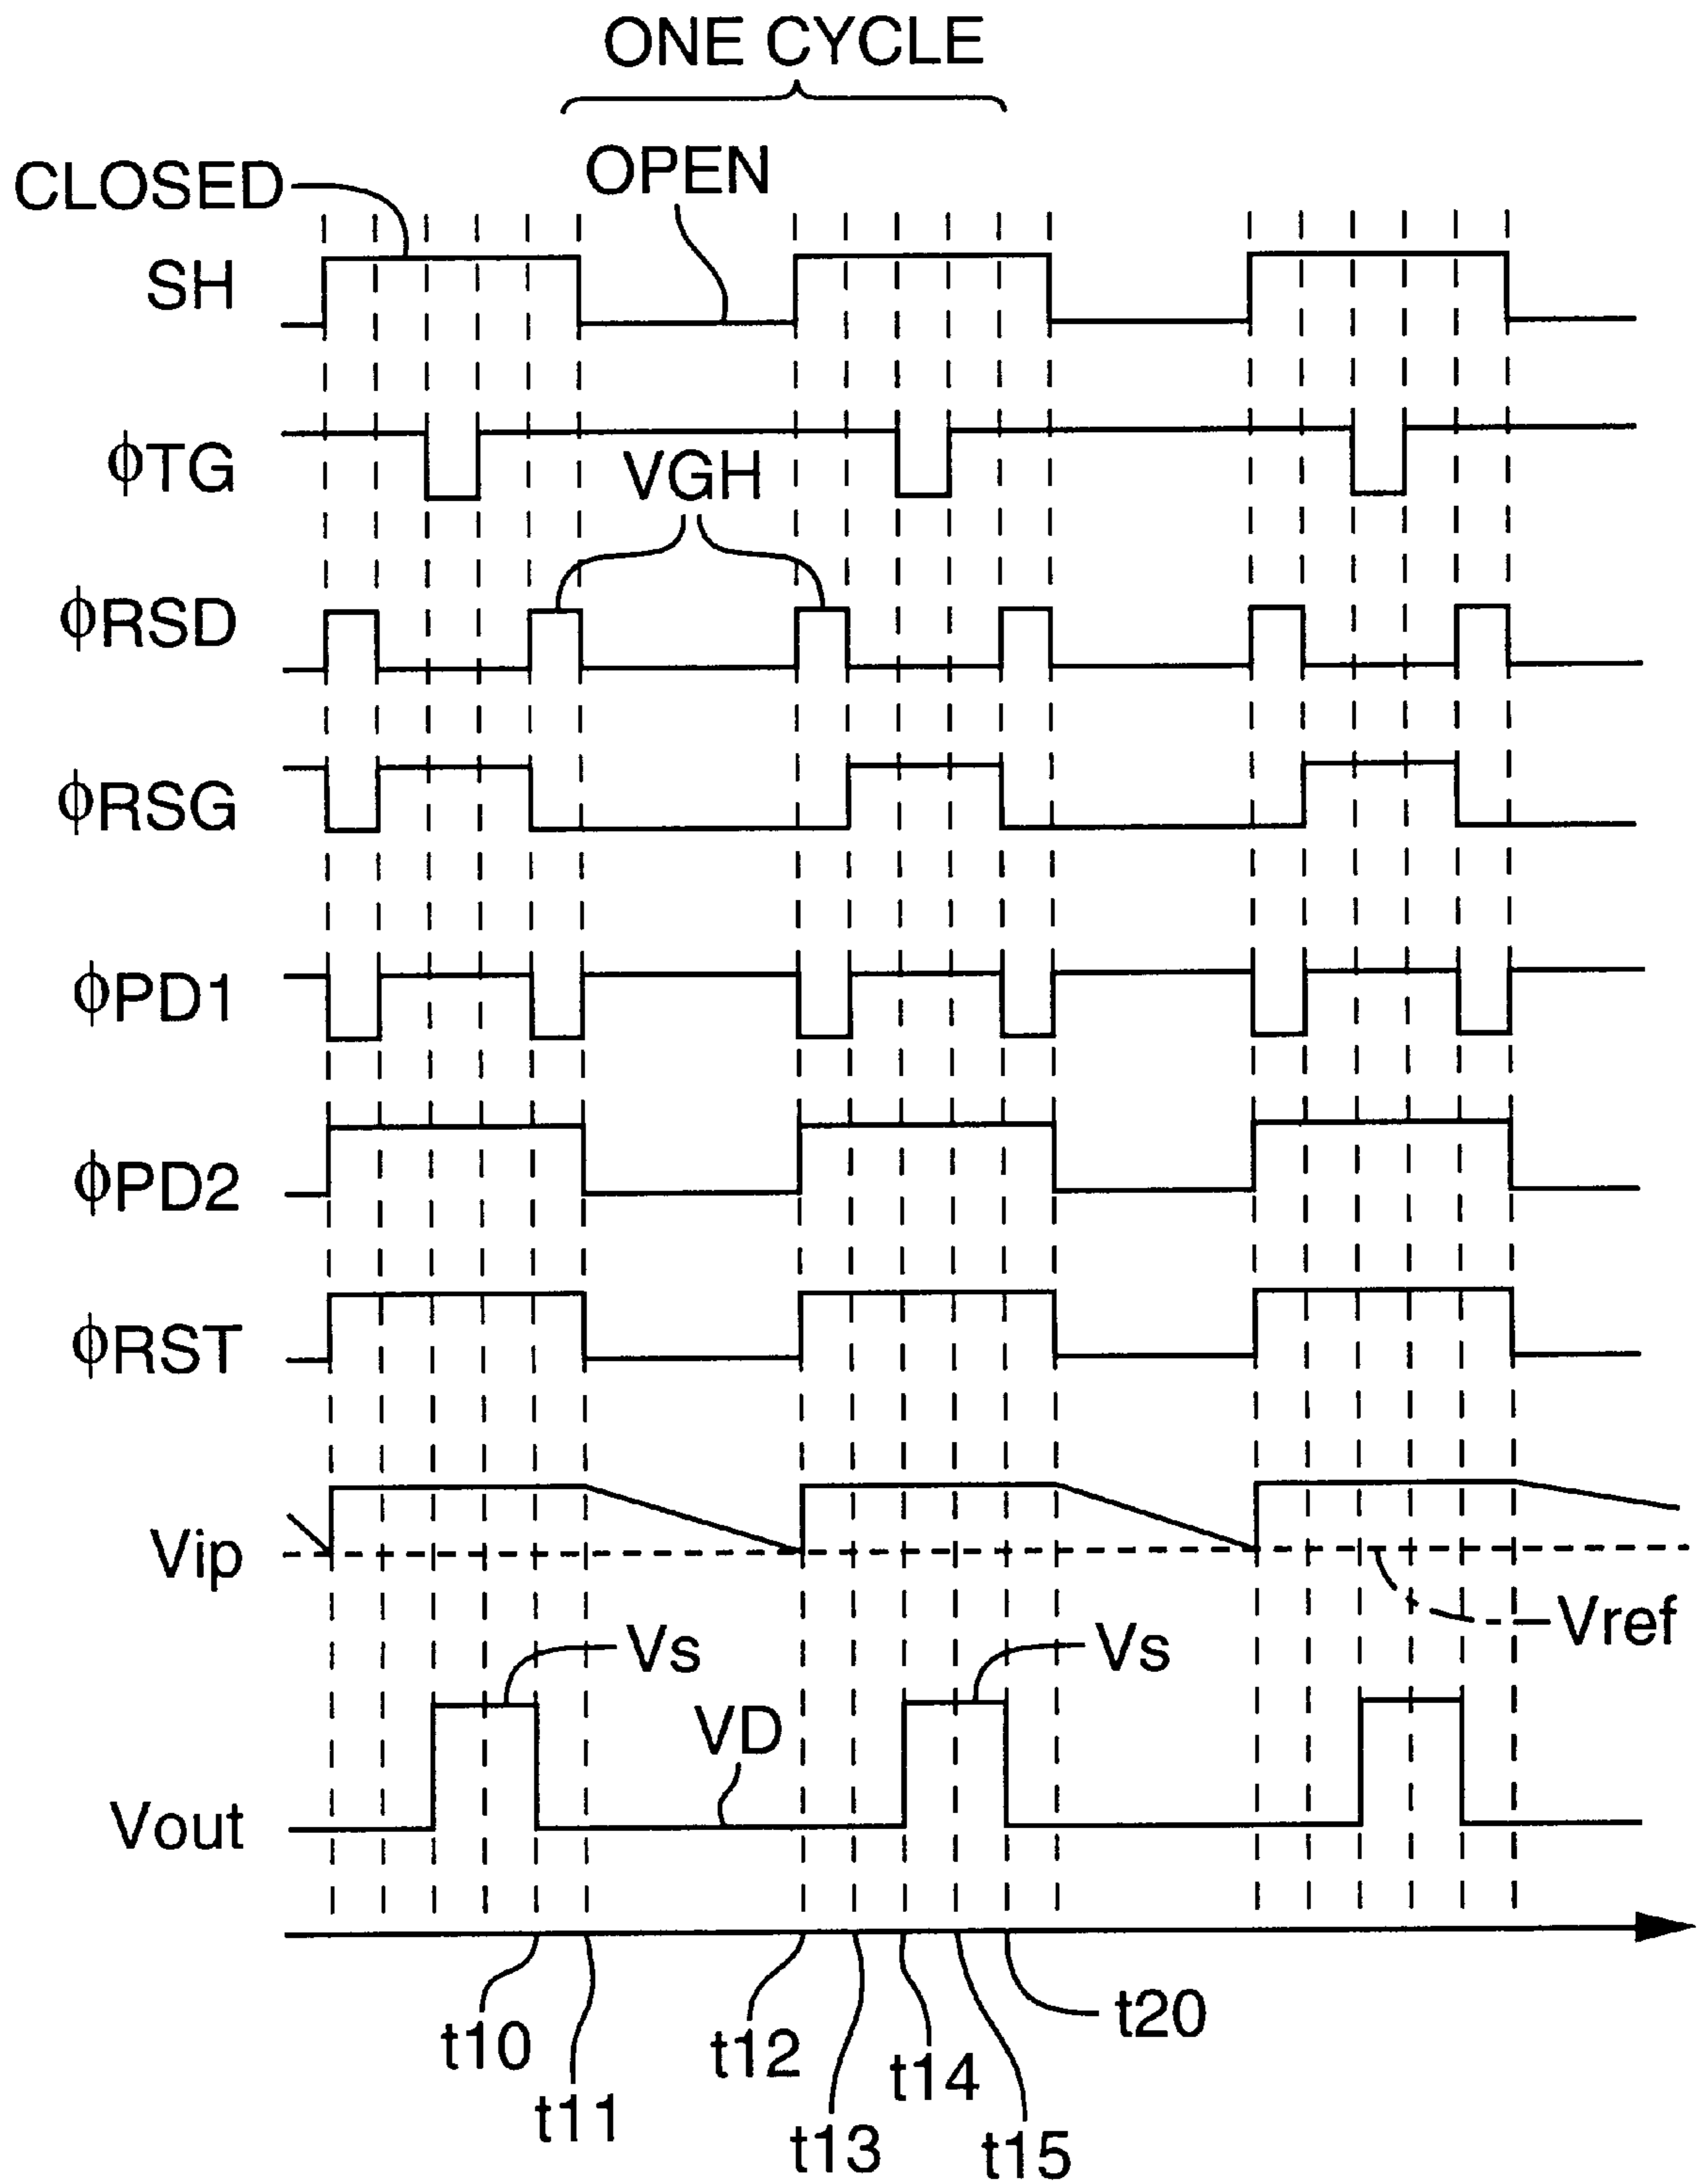 ONE CYCLE
OPEN
CLOSED
SH
ϕTG
VGH
ϕRSD
ϕRSG
ϕPD1
ϕPD2
ϕRST
Vip
Vref
Vs
Vs
VD
Vout
t10
t11
t12
t13
t14
t15
t20